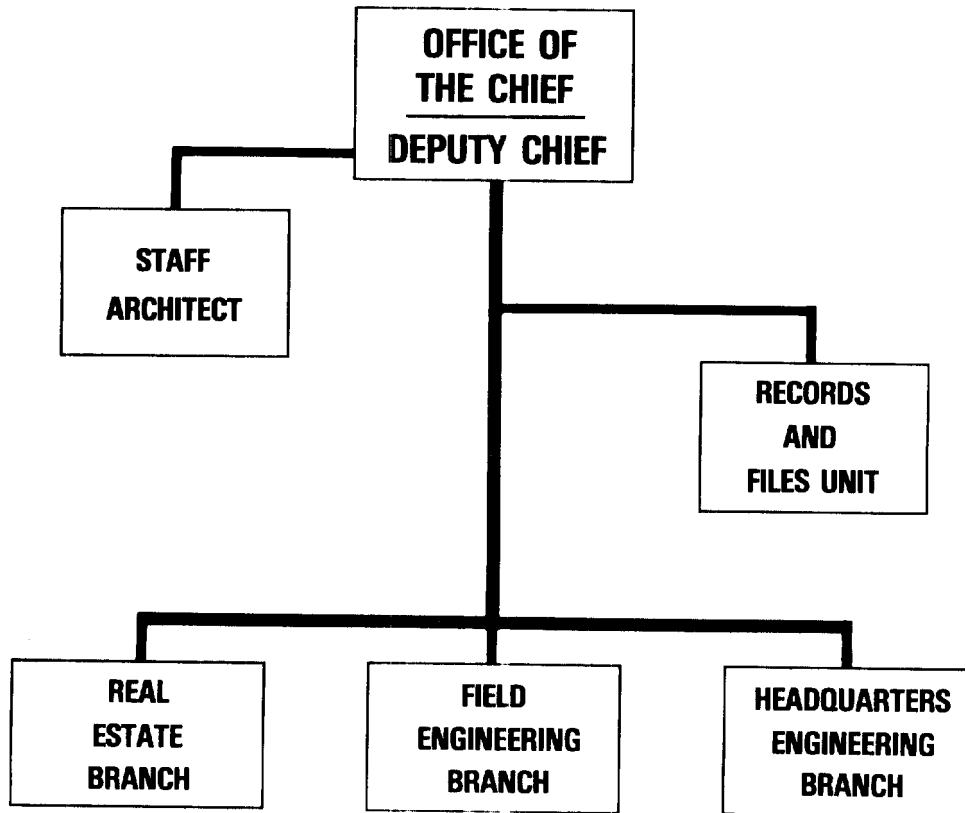 OFFICE OF
THE CHIEF
DEPUTY CHIEF
STAFF
ARCHITECT
RECORDS
AND
FILES UNIT
REAL
ESTATE
BRANCH
FIELD
ENGINEERING
BRANCH
HEADQUARTERS
ENGINEERING
BRANCH